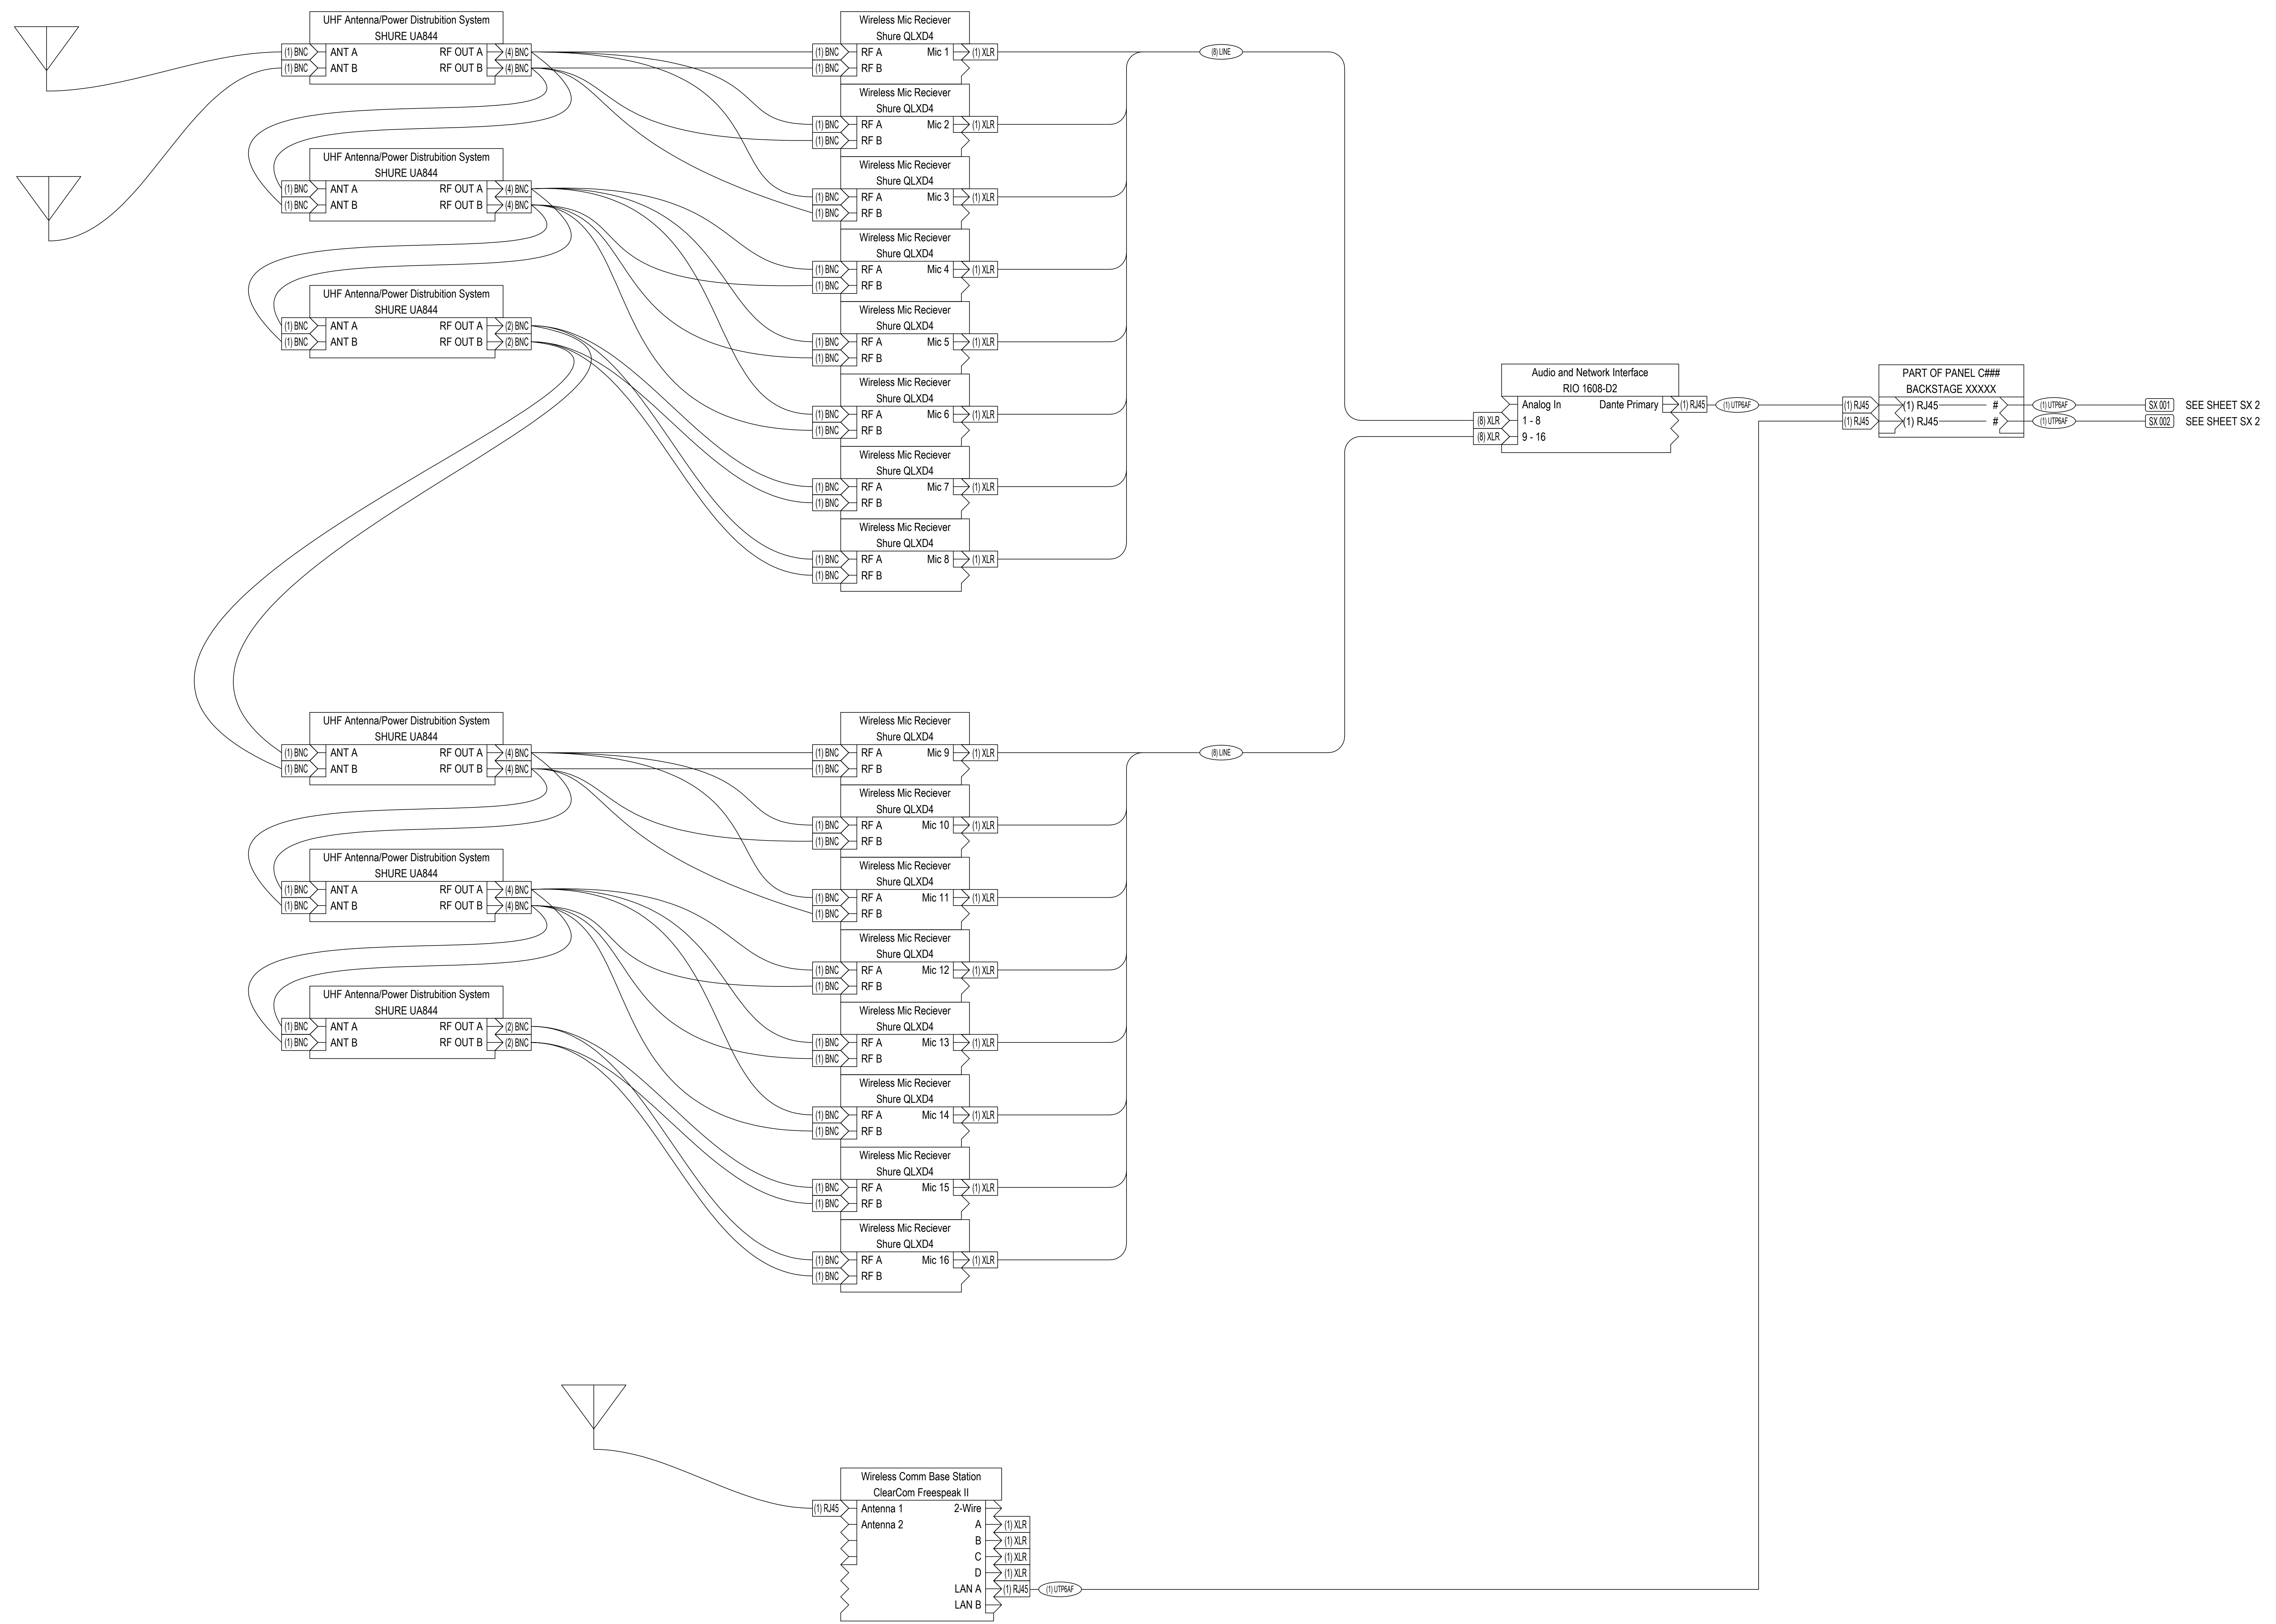 UHF Antenna/Power Distrubition System
SHURE UA844
(1) BNC ANT A RF OUT A (4) BNC
(1) BNC ANT B RF OUT B (4) BNC
UHF Antenna/Power Distrubition System
SHURE UA844
(1) BNC ANT A RF OUT A (4) BNC
(1) BNC ANT B RF OUT B (4) BNC
UHF Antenna/Power Distrubition System
SHURE UA844
(1) BNC ANT A RF OUT A (2) BNC
(1) BNC ANT B RF OUT B (2) BNC
Wireless Mic Reciever
Shure QLXD4
(1) BNC RF A Mic 1 (1) XLR
(1) BNC RF B
Wireless Mic Reciever
Shure QLXD4
(1) BNC RF A Mic 2 (1) XLR
(1) BNC RF B
Wireless Mic Reciever
Shure QLXD4
(1) BNC RF A Mic 3 (1) XLR
(1) BNC RF B
Wireless Mic Reciever
Shure QLXD4
(1) BNC RF A Mic 4 (1) XLR
(1) BNC RF B
Wireless Mic Reciever
Shure QLXD4
(1) BNC RF A Mic 5 (1) XLR
(1) BNC RF B
Wireless Mic Reciever
Shure QLXD4
(1) BNC RF A Mic 6 (1) XLR
(1) BNC RF B
Wireless Mic Reciever
Shure QLXD4
(1) BNC RF A Mic 7 (1) XLR
(1) BNC RF B
Wireless Mic Reciever
Shure QLXD4
(1) BNC RF A Mic 8 (1) XLR
(1) BNC RF B
(8) LINE
Audio and Network Interface
RIO 1608-D2
Analog In Dante Primary (1) RJ45 (1) UTP6AF
(8) XLR 1 - 8
(8) XLR 9 - 16
PART OF PANEL C###
BACKSTAGE XXXXX
(1) RJ45 (1) RJ45 # (1) UTP6AF SX 001 SEE SHEET SX 2
(1) RJ45 (1) RJ45 # (1) UTP6AF SX 002 SEE SHEET SX 2
UHF Antenna/Power Distrubition System
SHURE UA844
(1) BNC ANT A RF OUT A (4) BNC
(1) BNC ANT B RF OUT B (4) BNC
UHF Antenna/Power Distrubition System
SHURE UA844
(1) BNC ANT A RF OUT A (4) BNC
(1) BNC ANT B RF OUT B (4) BNC
UHF Antenna/Power Distrubition System
SHURE UA844
(1) BNC ANT A RF OUT A (2) BNC
(1) BNC ANT B RF OUT B (2) BNC
Wireless Mic Reciever
Shure QLXD4
(1) BNC RF A Mic 9 (1) XLR
(1) BNC RF B
Wireless Mic Reciever
Shure QLXD4
(1) BNC RF A Mic 10 (1) XLR
(1) BNC RF B
Wireless Mic Reciever
Shure QLXD4
(1) BNC RF A Mic 11 (1) XLR
(1) BNC RF B
Wireless Mic Reciever
Shure QLXD4
(1) BNC RF A Mic 12 (1) XLR
(1) BNC RF B
Wireless Mic Reciever
Shure QLXD4
(1) BNC RF A Mic 13 (1) XLR
(1) BNC RF B
Wireless Mic Reciever
Shure QLXD4
(1) BNC RF A Mic 14 (1) XLR
(1) BNC RF B
Wireless Mic Reciever
Shure QLXD4
(1) BNC RF A Mic 15 (1) XLR
(1) BNC RF B
Wireless Mic Reciever
Shure QLXD4
(1) BNC RF A Mic 16 (1) XLR
(1) BNC RF B
(8) LINE
Wireless Comm Base Station
ClearCom Freespeak II
(1) RJ45 Antenna 1 2-Wire
Antenna 2 A (1) XLR
B (1) XLR
C (1) XLR
D (1) XLR
LAN A (1) RJ45 (1) UTP6AF
LAN B